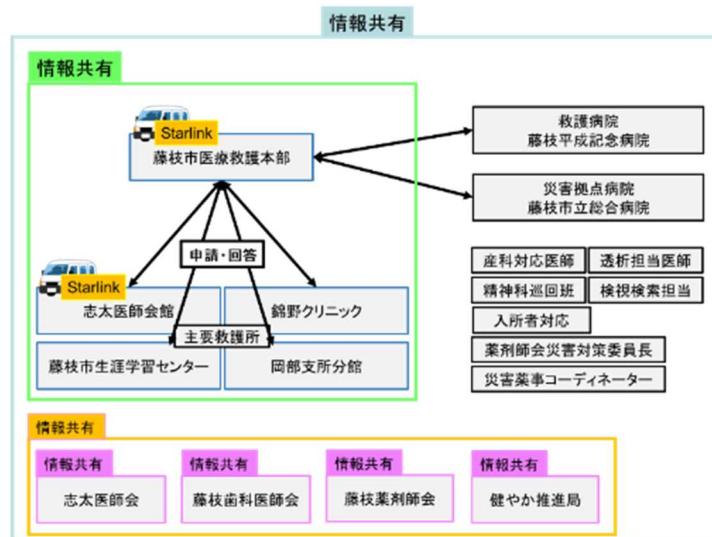 情報共有
情報共有
Starlink
藤枝市医療救護本部
救護病院
藤枝平成記念病院
災害拠点病院
藤枝市立総合病院
申請・回答
Starlink
志太医師会館
錦野クリニック
主要救護所
藤枝市生涯学習センター
岡部支所分館
産科対応医師
透析担当医師
精神科巡回班
検視検索担当
入所者対応
薬剤師会災害対策委員長
災害薬事コーディネーター
情報共有
情報共有
志太医師会
情報共有
藤枝歯科医師会
情報共有
藤枝薬剤師会
情報共有
健やか推進局